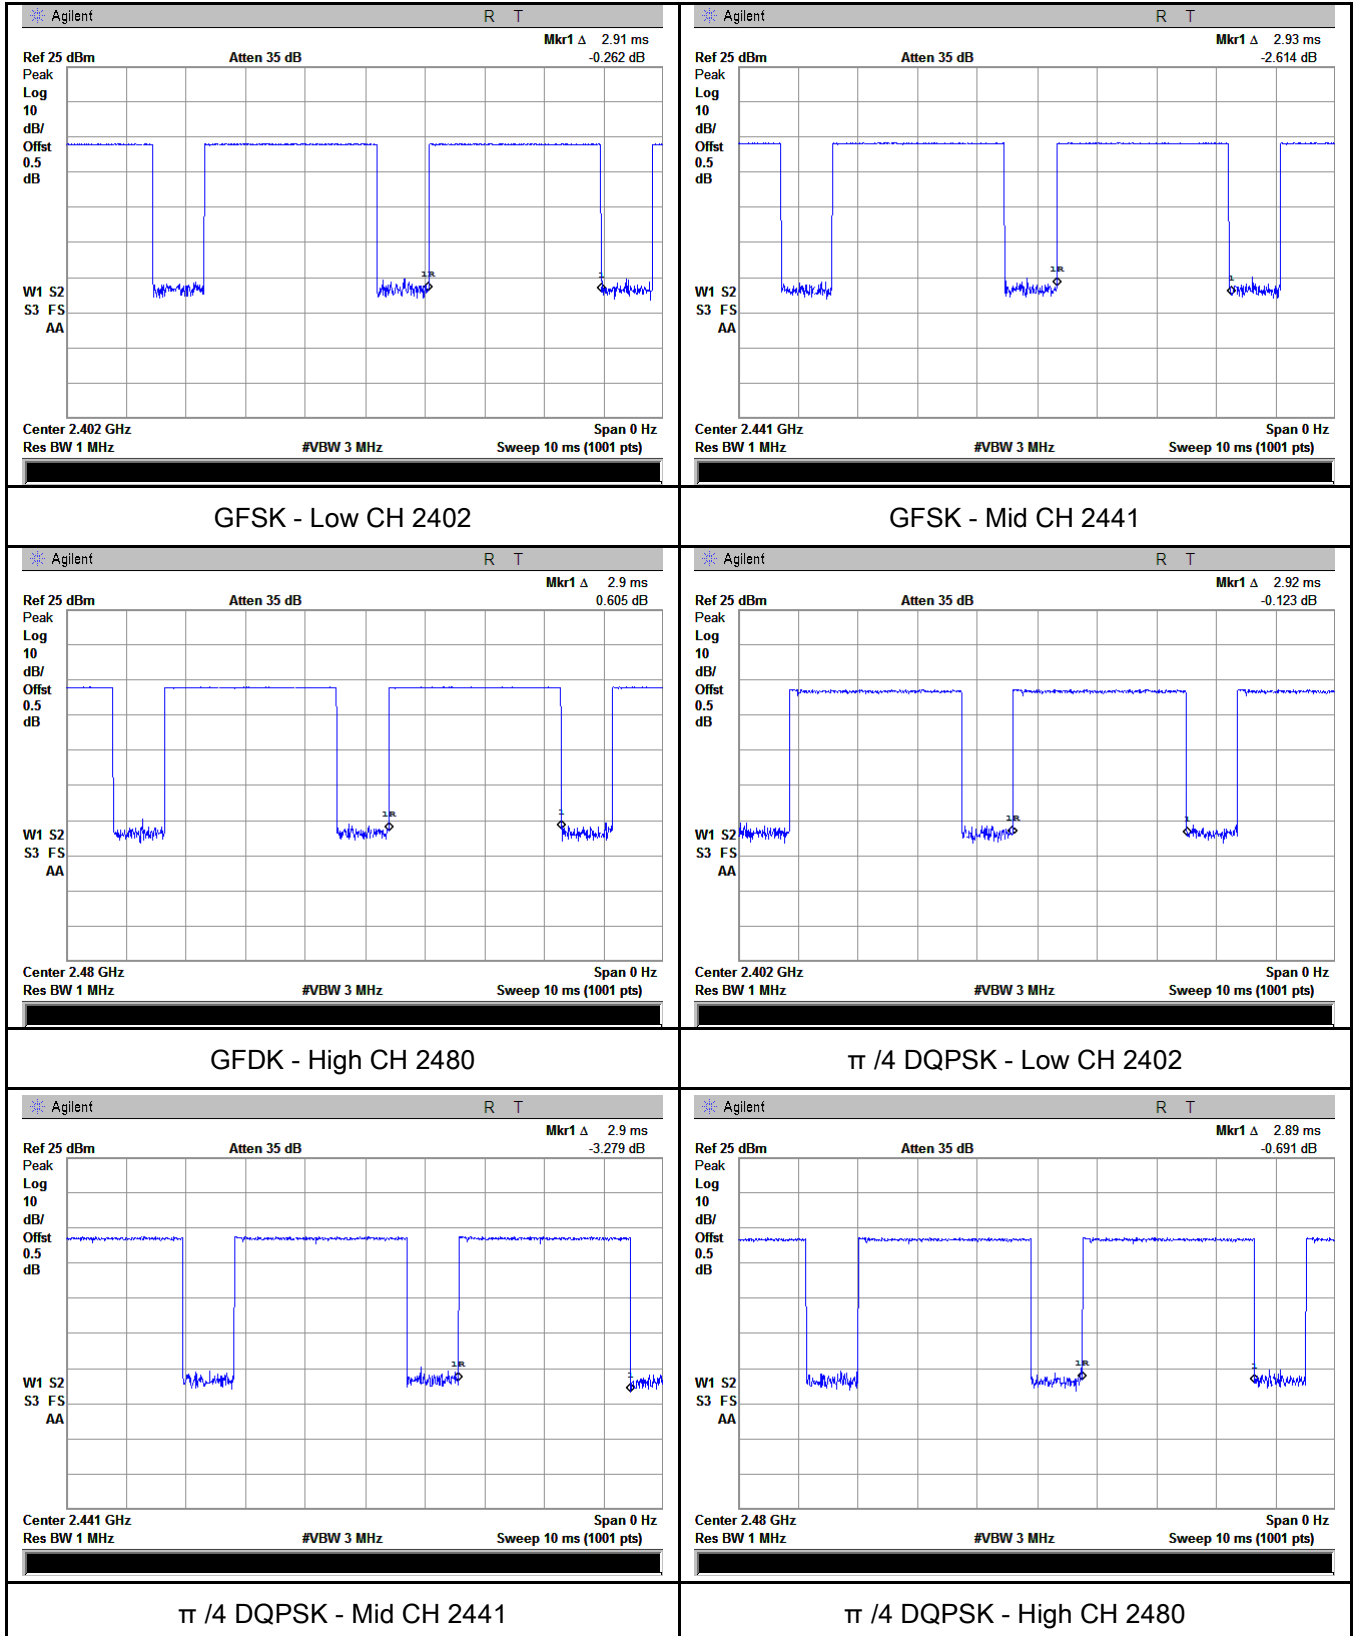 Agilent R T
Mkr1 Δ 2.91 ms
Ref 25 dBm Atten 35 dB -0.262 dB
Peak
Log
10
dB/
Offst
0.5
dB
1R
1
W1 S2
S3 FS
AA
Center 2.402 GHz Span 0 Hz
Res BW 1 MHz #VBW 3 MHz Sweep 10 ms (1001 pts)
GFSK - Low CH 2402
Agilent R T
Mkr1 Δ 2.93 ms
Ref 25 dBm Atten 35 dB -2.614 dB
Peak
Log
10
dB/
Offst
0.5
dB
1R
1
W1 S2
S3 FS
AA
Center 2.441 GHz Span 0 Hz
Res BW 1 MHz #VBW 3 MHz Sweep 10 ms (1001 pts)
GFSK - Mid CH 2441
Agilent R T
Mkr1 Δ 2.9 ms
Ref 25 dBm Atten 35 dB 0.605 dB
Peak
Log
10
dB/
Offst
0.5
dB
1R
1
W1 S2
S3 FS
AA
Center 2.48 GHz Span 0 Hz
Res BW 1 MHz #VBW 3 MHz Sweep 10 ms (1001 pts)
GFDK - High CH 2480
Agilent R T
Mkr1 Δ 2.92 ms
Ref 25 dBm Atten 35 dB -0.123 dB
Peak
Log
10
dB/
Offst
0.5
dB
1R
1
W1 S2
S3 FS
AA
Center 2.402 GHz Span 0 Hz
Res BW 1 MHz #VBW 3 MHz Sweep 10 ms (1001 pts)
π /4 DQPSK - Low CH 2402
Agilent R T
Mkr1 Δ 2.9 ms
Ref 25 dBm Atten 35 dB -3.279 dB
Peak
Log
10
dB/
Offst
0.5
dB
1R
1
W1 S2
S3 FS
AA
Center 2.441 GHz Span 0 Hz
Res BW 1 MHz #VBW 3 MHz Sweep 10 ms (1001 pts)
π /4 DQPSK - Mid CH 2441
Agilent R T
Mkr1 Δ 2.89 ms
Ref 25 dBm Atten 35 dB -0.691 dB
Peak
Log
10
dB/
Offst
0.5
dB
1R
1
W1 S2
S3 FS
AA
Center 2.48 GHz Span 0 Hz
Res BW 1 MHz #VBW 3 MHz Sweep 10 ms (1001 pts)
π /4 DQPSK - High CH 2480